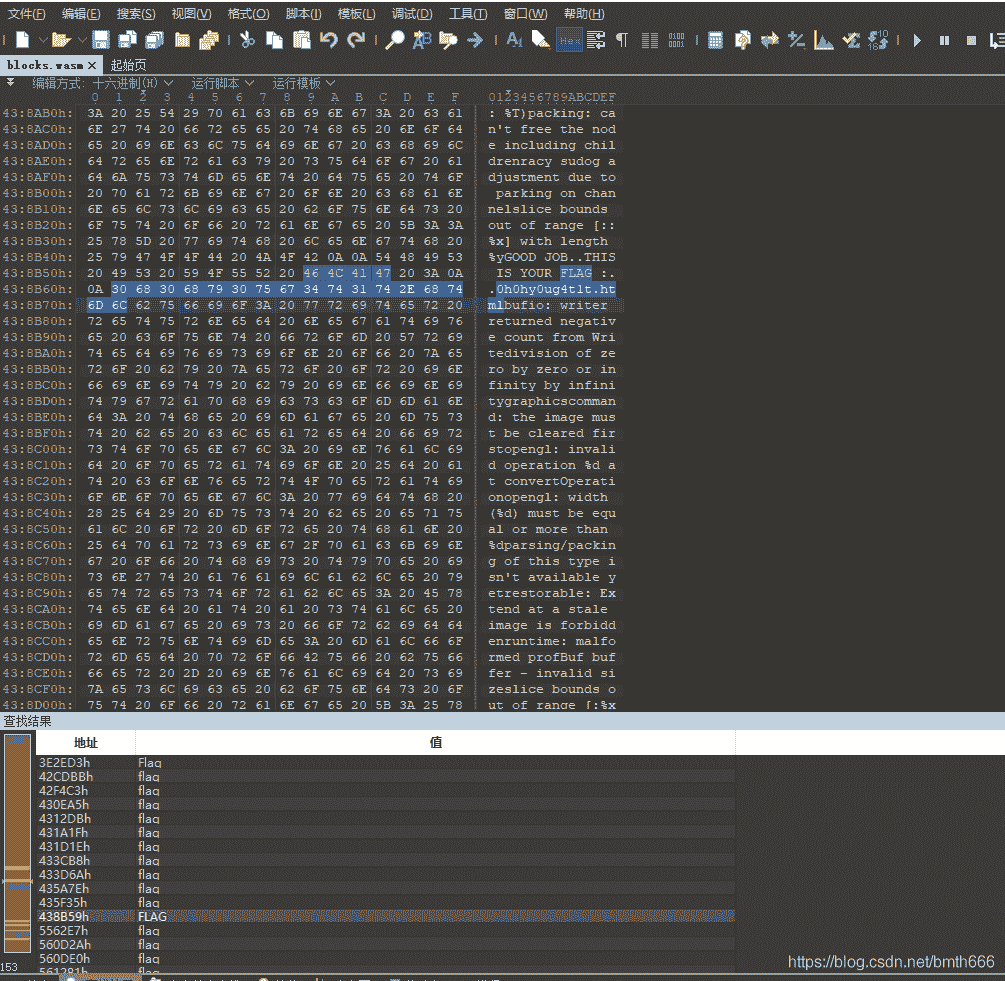 文件(F) 编辑(E) 搜索(S) 视图(V) 格式(O) 脚本(I) 模板(L) 调试(D) 工具(T) 窗口(W) 帮助(H)
blocks.wasm × 起始页
编辑方式: 十六进制(H) 运行脚本 运行模板
0 1 2 3 4 5 6 7 8 9 A B C D E F 0123456789ABCDEF
43:8AB0h: 3A 20 25 54 29 70 61 63 6B 69 6E 67 3A 20 63 61 : %T)packing: ca
43:8AC0h: 6E 27 74 20 66 72 65 65 20 74 68 65 20 6E 6F 64 n't free the nod
43:8AD0h: 65 20 69 6E 63 6C 75 64 69 6E 67 20 63 68 69 6C e including chil
43:8AE0h: 64 72 65 6E 72 61 63 79 20 73 75 64 6F 67 20 61 drenracy sudog a
43:8AF0h: 64 6A 75 73 74 6D 65 6E 74 20 64 75 65 20 74 6F djustment due to
43:8B00h: 20 70 61 72 6B 69 6E 67 20 6F 6E 20 63 68 61 6E parking on chan
43:8B10h: 6E 65 6C 73 6C 69 63 65 20 62 6F 75 6E 64 73 20 nelslice bounds
43:8B20h: 6F 75 74 20 6F 66 20 72 61 6E 67 65 20 5B 3A 3A out of range [::
43:8B30h: 25 78 5D 20 77 69 74 68 20 6C 65 6E 67 74 68 20 %x] with length
43:8B40h: 25 79 47 4F 4F 44 20 4A 4F 42 0A 0A 54 48 49 53 %yGOOD JOB..THIS
43:8B50h: 20 49 53 20 59 4F 55 52 20 46 4C 41 47 20 3A 0A IS YOUR FLAG :.
43:8B60h: 0A 30 68 30 68 79 30 75 67 34 74 31 74 2E 68 74 .0h0hy0ug4t1t.ht
43:8B70h: 6D 6C 62 75 66 69 6F 3A 20 77 72 69 74 65 72 20 mlbufio: writer
43:8B80h: 72 65 74 75 72 6E 65 64 20 6E 65 67 61 74 69 76 returned negativ
43:8B90h: 65 20 63 6F 75 6E 74 20 66 72 6F 6D 20 57 72 69 e count from Wri
43:8BA0h: 74 65 64 69 76 69 73 69 6F 6E 20 6F 66 20 7A 65 tedivision of ze
43:8BB0h: 72 6F 20 62 79 20 7A 65 72 6F 20 6F 72 20 69 6E ro by zero or in
43:8BC0h: 66 69 6E 69 74 79 20 62 79 20 69 6E 66 69 6E 69 finity by infini
43:8BD0h: 74 79 67 72 61 70 68 69 63 73 63 6F 6D 6D 61 6E tygraphicscomman
43:8BE0h: 64 3A 20 74 68 65 20 69 6D 61 67 65 20 6D 75 73 d: the image mus
43:8BF0h: 74 20 62 65 20 63 6C 65 61 72 65 64 20 66 69 72 t be cleared fir
43:8C00h: 73 74 6F 70 65 6E 67 6C 3A 20 69 6E 76 61 6C 69 stopengl: invali
43:8C10h: 64 20 6F 70 65 72 61 74 69 6F 6E 20 25 64 20 61 d operation %d a
43:8C20h: 74 20 63 6F 6E 76 65 72 74 4F 70 65 72 61 74 69 t convertOperati
43:8C30h: 6F 6E 6F 70 65 6E 67 6C 3A 20 77 69 64 74 68 20 onopengl: width
43:8C40h: 28 25 64 29 20 6D 75 73 74 20 62 65 20 65 71 75 (%d) must be equ
43:8C50h: 61 6C 20 6F 72 20 6D 6F 72 65 20 74 68 61 6E 20 al or more than
43:8C60h: 25 64 70 61 72 73 69 6E 67 2F 70 61 63 6B 69 6E %dparsing/packin
43:8C70h: 67 20 6F 66 20 74 68 69 73 20 74 79 70 65 20 69 g of this type i
43:8C80h: 73 6E 27 74 20 61 76 61 69 6C 61 62 6C 65 20 79 sn't available y
43:8C90h: 65 74 72 65 73 74 6F 72 61 62 6C 65 3A 20 45 78 etrestorable: Ex
43:8CA0h: 74 65 6E 64 20 61 74 20 61 20 73 74 61 6C 65 20 tend at a stale
43:8CB0h: 69 6D 61 67 65 20 69 73 20 66 6F 72 62 69 64 64 image is forbidd
43:8CC0h: 65 6E 72 75 6E 74 69 6D 65 3A 20 6D 61 6C 66 6F enruntime: malfo
43:8CD0h: 72 6D 65 64 20 70 72 6F 66 42 75 66 20 62 75 66 rmed profBuf buf
43:8CE0h: 66 65 72 20 2D 20 69 6E 76 61 6C 69 64 20 73 69 fer - invalid si
43:8CF0h: 7A 65 73 6C 69 63 65 20 62 6F 75 6E 64 73 20 6F zeslice bounds o
43:8D00h: 75 74 20 6F 66 20 72 61 6E 67 65 20 5B 3A 25 78 ut of range [:%x
查找结果
地址 值
3E2ED3h Flag
42CDBBh flag
42F4C3h flag
430EA5h flag
4312DBh flag
431A1Fh flag
431D1Eh flag
433CB8h flag
433D6Ah flag
435A7Eh flag
435F35h flag
438B59h FLAG
5562E7h flag
560D2Ah flag
560DE0h flag
561281h flag
153
https://blog.csdn.net/bmth666